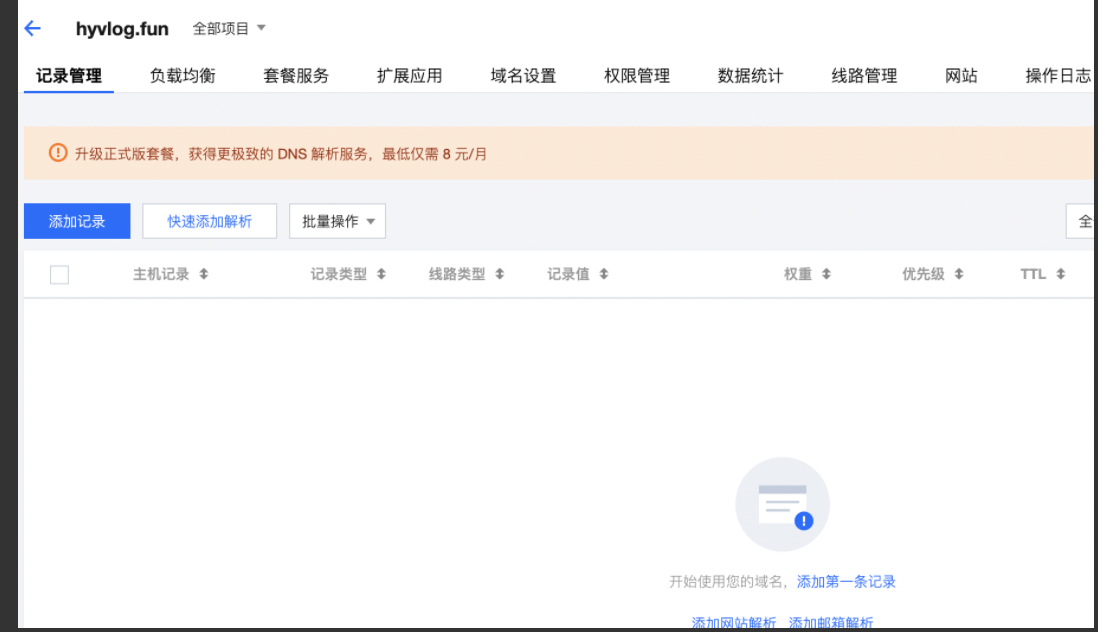 hyvlog.fun 全部项目
记录管理 负载均衡 套餐服务 扩展应用 域名设置 权限管理 数据统计 线路管理 网站 操作日志
升级正式版套餐，获得更极致的 DNS 解析服务，最低仅需 8 元/月
添加记录 快速添加解析 批量操作 全
主机记录 记录类型 线路类型 记录值 权重 优先级 TTL
开始使用您的域名，添加第一条记录
添加网站解析 添加邮箱解析